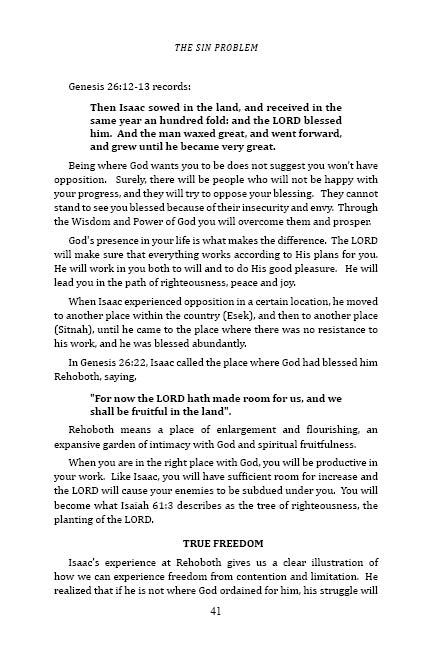 THE SIN PROBLEM
Genesis 26:12-13 records:
Then Isaac sowed in the land, and received in the
same year an hundred fold: and the LORD blessed
him. And the man waxed great, and went forward,
and grew until he became very great.
Being where God wants you to be does not suggest you won't have
opposition. Surely, there will be people who will not be happy with
your progress, and they will try to oppose your blessing. They cannot
stand to see you blessed because of their insecurity and envy. Through
the Wisdom and Power of God you will overcome them and prosper.
God's presence in your life is what makes the difference. The LORD
will make sure that everything works according to His plans for you.
He will work in you both to will and to do His good pleasure. He will
lead you in the path of righteousness, peace and joy.
When Isaac experienced opposition in a certain location, he moved
to another place within the country (Esek), and then to another place
(Sitnah), until he came to the place where there was no resistance to
his work, and he was blessed abundantly.
In Genesis 26:22, Isaac called the place where God had blessed him
Rehoboth, saying,
"For now the LORD hath made room for us, and we
shall be fruitful in the land".
Rehoboth means a place of enlargement and flourishing, an
expansive garden of intimacy with God and spiritual fruitfulness.
When you are in the right place with God, you will be productive in
your work. Like Isaac, you will have sufficient room for increase and
the LORD will cause your enemies to be subdued under you. You will
become what Isaiah 61:3 describes as the tree of righteousness, the
planting of the LORD.
TRUE FREEDOM
Isaac's experience at Rehoboth gives us a clear illustration of
how we can experience freedom from contention and limitation. He
realized that if he is not where God ordained for him, his struggle will
41